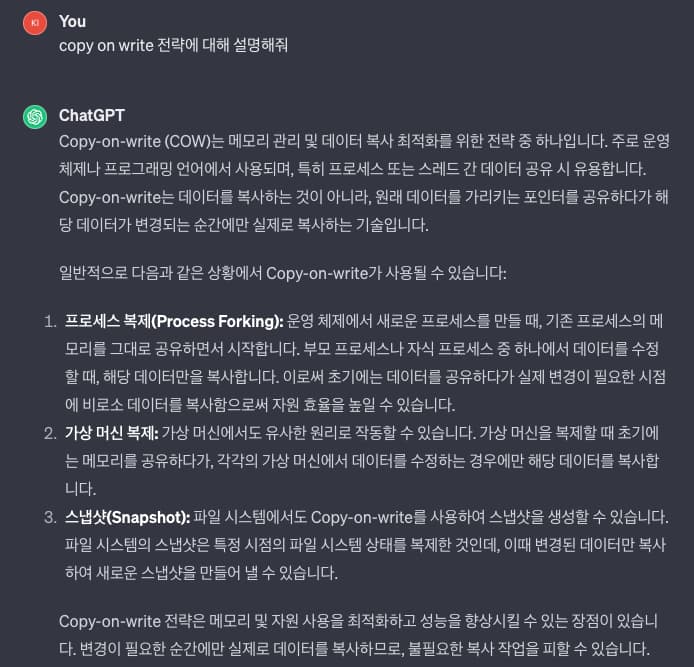 KI
You
copy on write 전략에 대해 설명해줘
ChatGPT
Copy-on-write (COW)는 메모리 관리 및 데이터 복사 최적화를 위한 전략 중 하나입니다. 주로 운영
체제나 프로그래밍 언어에서 사용되며, 특히 프로세스 또는 스레드 간 데이터 공유 시 유용합니다.
Copy-on-write는 데이터를 복사하는 것이 아니라, 원래 데이터를 가리키는 포인터를 공유하다가 해
당 데이터가 변경되는 순간에만 실제로 복사하는 기술입니다.
일반적으로 다음과 같은 상황에서 Copy-on-write가 사용될 수 있습니다:
1. 프로세스 복제(Process Forking): 운영 체제에서 새로운 프로세스를 만들 때, 기존 프로세스의 메
모리를 그대로 공유하면서 시작합니다. 부모 프로세스나 자식 프로세스 중 하나에서 데이터를 수정
할 때, 해당 데이터만을 복사합니다. 이로써 초기에는 데이터를 공유하다가 실제 변경이 필요한 시점
에 비로소 데이터를 복사함으로써 자원 효율을 높일 수 있습니다.
2. 가상 머신 복제: 가상 머신에서도 유사한 원리로 작동할 수 있습니다. 가상 머신을 복제할 때 초기에
는 메모리를 공유하다가, 각각의 가상 머신에서 데이터를 수정하는 경우에만 해당 데이터를 복사합
니다.
3. 스냅샷(Snapshot): 파일 시스템에서도 Copy-on-write를 사용하여 스냅샷을 생성할 수 있습니다.
파일 시스템의 스냅샷은 특정 시점의 파일 시스템 상태를 복제한 것인데, 이때 변경된 데이터만 복사
하여 새로운 스냅샷을 만들어 낼 수 있습니다.
Copy-on-write 전략은 메모리 및 자원 사용을 최적화하고 성능을 향상시킬 수 있는 장점이 있습니
다. 변경이 필요한 순간에만 실제로 데이터를 복사하므로, 불필요한 복사 작업을 피할 수 있습니다.